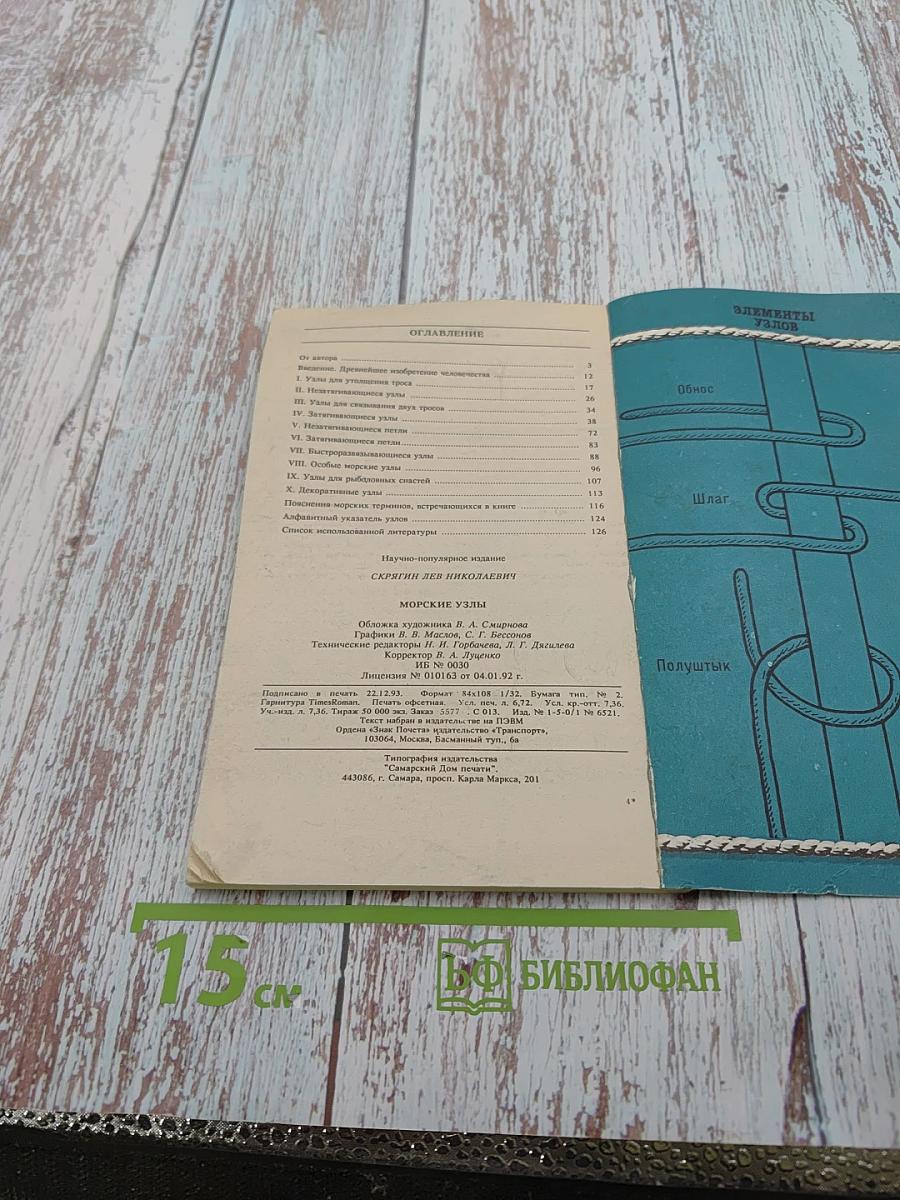 ОГЛАВЛЕНИЕ
От автора 3
Введение. Древнейшее изобретение человечества 12
I. Узлы для утолщения троса 17
II. Незатягивающиеся узлы 26
III. Узлы для связывания двух тросов 34
IV. Затягивающиеся узлы 38
V. Незатягивающиеся петли 72
VI. Затягивающиеся петли 83
VII. Быстроразвязывающиеся узлы 88
VIII. Особые морские узлы 96
IX. Узлы для рыболовных снастей 107
X. Декоративные узлы 113
Пояснения морских терминов, встречающихся в книге 116
Алфавитный указатель узлов 124
Список использованной литературы 126
Научно-популярное издание
СКРЯГИН ЛЕВ НИКОЛАЕВИЧ
МОРСКИЕ УЗЛЫ
Обложка художника В. А. Смирнова
Графики В. В. Маслов, С. Г. Бессонов
Технические редакторы Н. И. Горбачева, Л. Г. Дягилева
Корректор В. А. Луценко
ИБ № 0030
Лицензия № 010163 от 04.01.92 г.
Подписано в печать 22.12.93. Формат 84x108 1/32. Бумага тип. № 2.
Гарнитура TimesRoman. Печать офсетная. Усл. печ. л. 6,72. Усл. кр.-отт. 7,36.
Уч.-изд. л. 7,36. Тираж 50 000 экз. Заказ 5577 . С 013. Изд. № 1-5-0/1 № 6521.
Текст набран в издательстве на ПЭВМ
Ордена «Знак Почета» издательство «Транспорт»,
103064, Москва, Басманный туп., 6а
Типография издательства
"Самарский Дом печати".
443086, г. Самара, просп. Карла Маркса, 201
4*
ЭЛЕМЕНТЫ
УЗЛОВ
Обнос
Шлаг
Полуштык
15 см
БФ БИБЛИОФАН